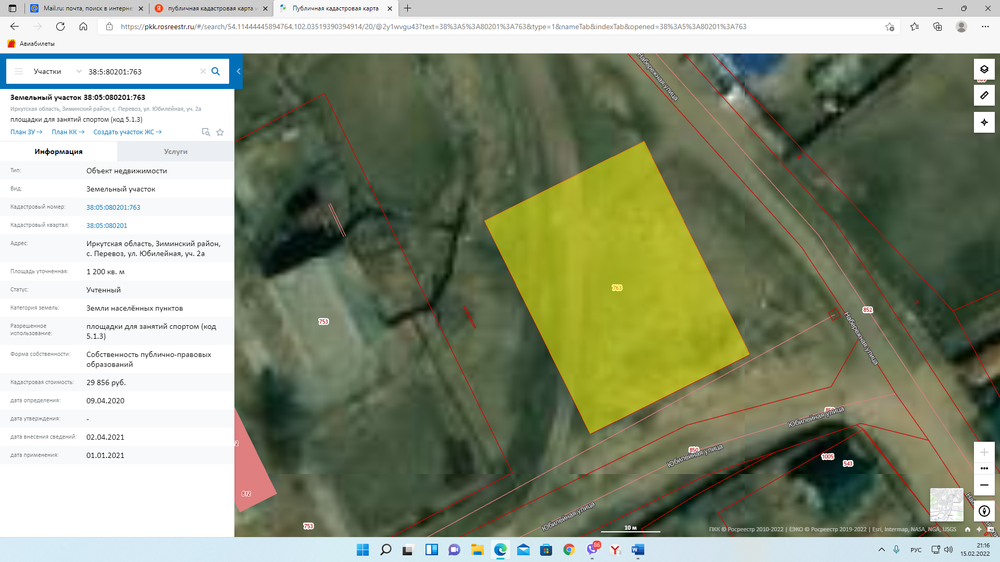 Mail.ru: почта, поиск в интернет
публичная кадастровая карта и
Публичная кадастровая карта
https://pkk.rosreestr.ru/#/search/54.11444445894764,102.03519390394914/20/@2y1wvgu43?text=38%3A5%3A80201%3A763&type=1&nameTab&indexTab&opened=38%3A5%3A80201%3A763
Авиабилеты
Участки
38:5:80201:763
Земельный участок 38:05:080201:763
Иркутская область, Зиминский район, с. Перевоз, ул. Юбилейная, уч. 2а
площадки для занятий спортом (код 5.1.3)
План ЗУ→ План КК→ Создать участок ЖС→
Информация
Услуги
Тип: Объект недвижимости
Вид: Земельный участок
Кадастровый номер: 38:05:080201:763
Кадастровый квартал: 38:05:080201
Адрес: Иркутская область, Зиминский район,
с. Перевоз, ул. Юбилейная, уч. 2а
Площадь уточненная: 1 200 кв. м
Статус: Учтенный
Категория земель: Земли населённых пунктов
Разрешенное использование: площадки для занятий спортом (код
5.1.3)
Форма собственности: Собственность публично-правовых
образований
Кадастровая стоимость: 29 856 руб.
дата определения: 09.04.2020
дата утверждения: -
дата внесения сведений: 02.04.2021
дата применения: 01.01.2021
Набережная улица
763
753
852
Набережная улица
Юбилейная улица
850
Юбилейная улица
1005
543
812
753
Юбилейная улица
10 м
ПКК © Росреестр 2010-2022 | ЕЭКО © Росреестр 2019-2022 | Esri, Intermap, NASA, NGA, USGS
86
РУС
21:16
15.02.2022